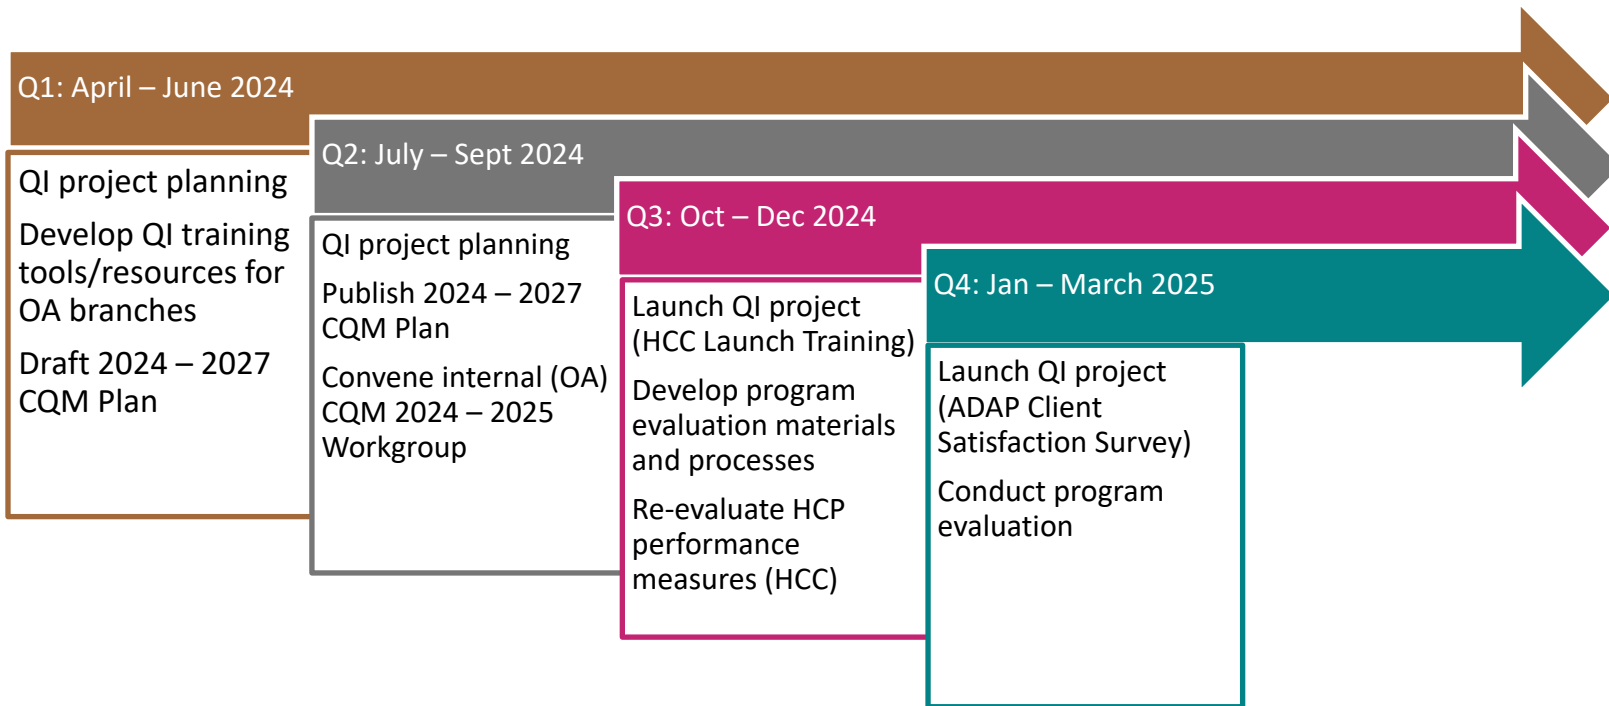 Q1: April – June 2024
QI project planning
Develop QI training
tools/resources for
OA branches
Draft 2024 – 2027
CQM Plan
Q2: July – Sept 2024
QI project planning
Publish 2024 – 2027
CQM Plan
Convene internal (OA)
CQM 2024 – 2025
Workgroup
Q3: Oct – Dec 2024
Launch QI project
(HCC Launch Training)
Develop program
evaluation materials
and processes
Re-evaluate HCP
performance
measures (HCC)
Q4: Jan – March 2025
Launch QI project
(ADAP Client
Satisfaction Survey)
Conduct program
evaluation